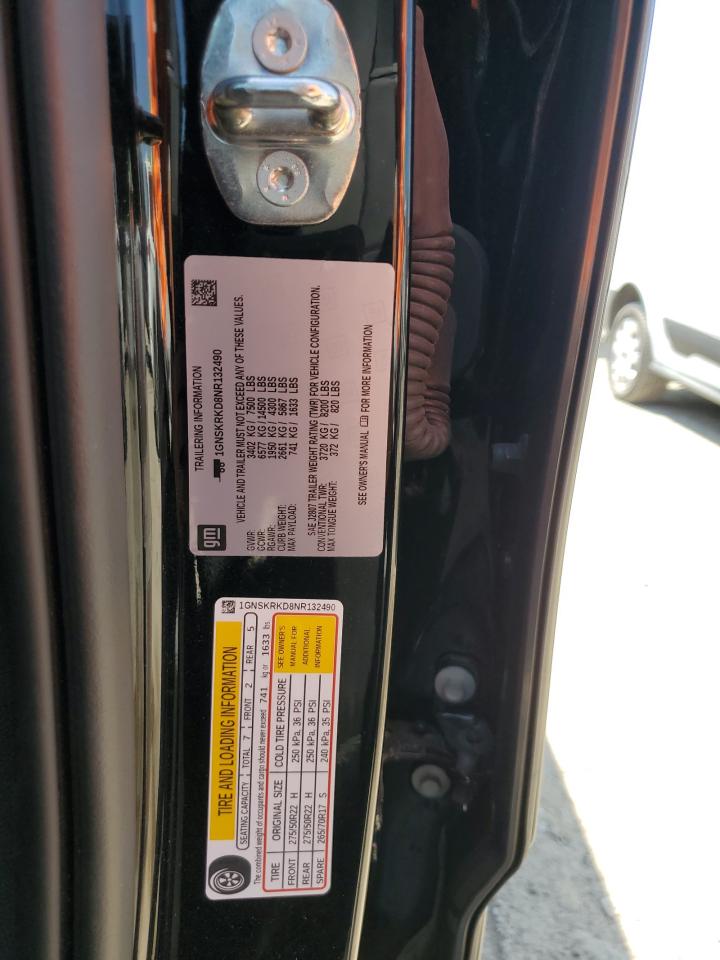 TRAILERING INFORMATION
1GNSKRKD8NR132490
VEHICLE AND TRAILER MUST NOT EXCEED ANY OF THESE VALUES.
GVWR: 3402 KG / 7500 LBS
GCWR: 6577 KG / 14500 LBS
RGAWR: 1950 KG / 4300 LBS
CURB WEIGHT: 2661 KG / 5867 LBS
MAX PAYLOAD: 741 KG / 1633 LBS
SAE J2807 TRAILER WEIGHT RATING (TWR) FOR VEHICLE CONFIGURATION.
CONVENTIONAL TWR: 3720 KG / 8200 LBS
MAX TONGUE WEIGHT: 372 KG / 820 LBS
SEE OWNER'S MANUAL FOR MORE INFORMATION
gm
1GNSKRKD8NR132490
TIRE AND LOADING INFORMATION
SEATING CAPACITY TOTAL 7 FRONT 2 REAR 5
The combined weight of occupants and cargo should never exceed 741 kg or 1633 lbs.
TIRE ORIGINAL SIZE COLD TIRE PRESSURE
FRONT 275/50R22 H 250 kPa, 36 PSI
REAR 275/50R22 H 250 kPa, 36 PSI
SPARE 265/70R17 S 240 kPa, 35 PSI
SEE OWNER'S
MANUAL FOR
ADDITIONAL
INFORMATION